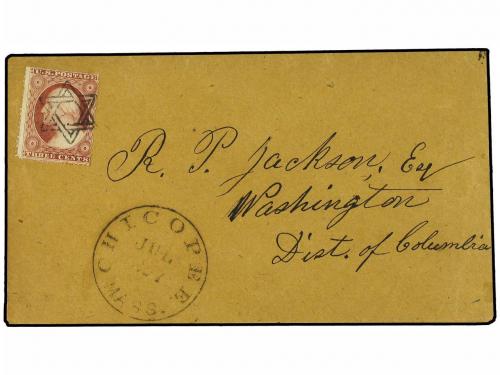 U.S. POSTAGE
THREE CENTS
R. P. Jackson, Esq
Washington
Dist. of Columbia
CHICOPEE
JUL
MASS.